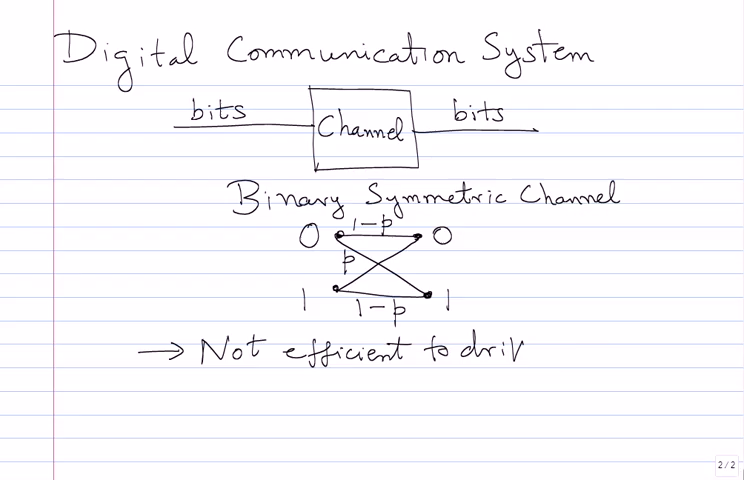 Digital Communication System
bits Channel bits
Binary Symmetric Channel
1-p
0 0
p
1 1
1-p
→ Not efficient to driv
2/2